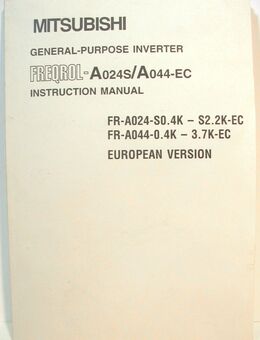 MITSUBISHI
GENERAL-PURPOSE INVERTER
FREQROL-A024S/A044-EC
INSTRUCTION MANUAL
FR-A024-S0.4K – S2.2K-EC
FR-A044-0.4K – 3.7K-EC
EUROPEAN VERSION